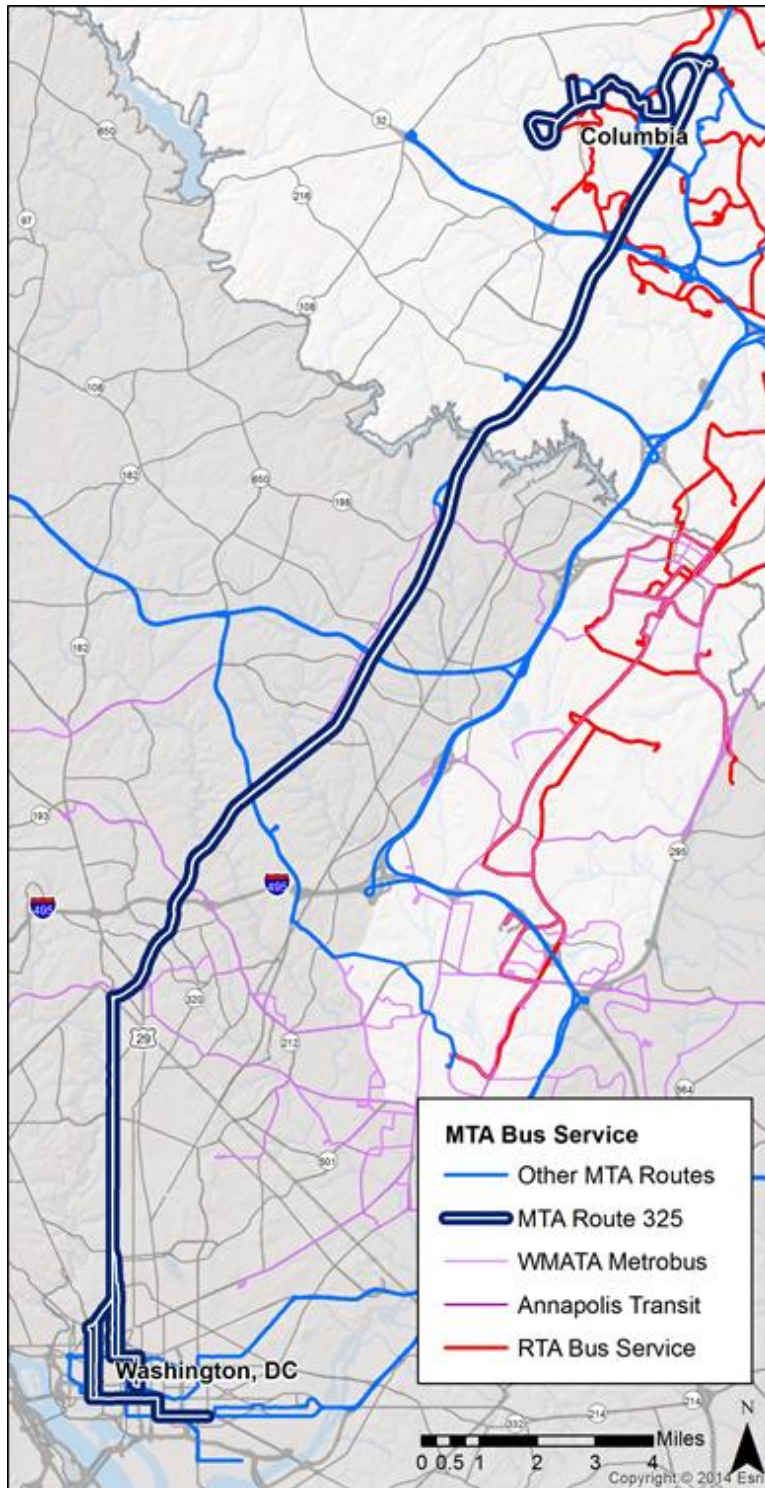 650
32
Columbia
216
97
108
108
182
650
198
182
193
295
495
495
320
29
212
564
501
MTA Bus Service
Other MTA Routes
MTA Route 325
WMATA Metrobus
Annapolis Transit
RTA Bus Service
Washington, DC
332
214
214
N
Miles
0 0.5 1 2 3 4
Copyright:© 2014 Esri